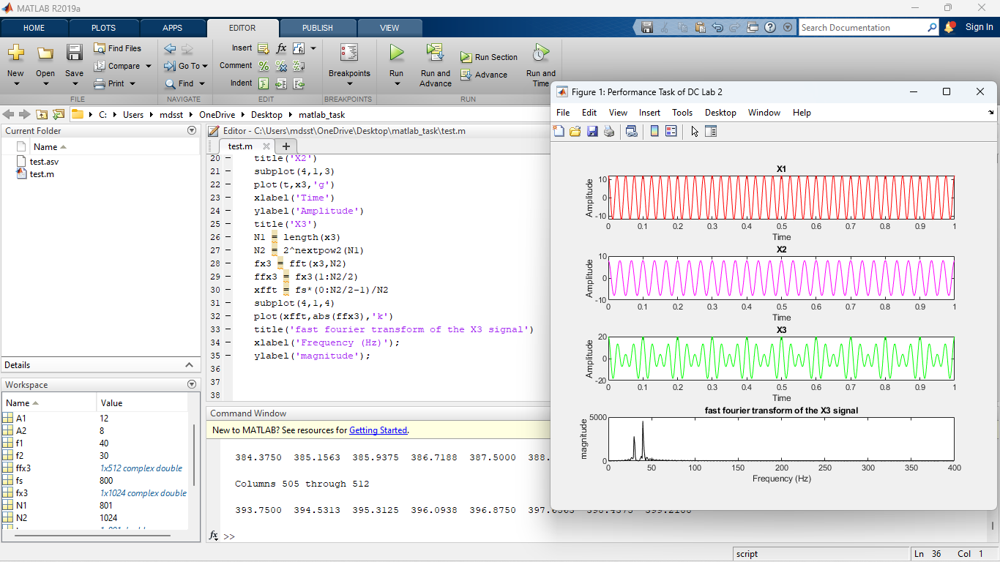 MATLAB R2019a
HOME PLOTS APPS EDITOR PUBLISH VIEW Search Documentation Sign In
New Open Save Find Files Compare Print
Go To Find
Insert fx
Comment %
Indent
Breakpoints
Run Run and Advance Run Section Advance Run and Time
FILE NAVIGATE EDIT BREAKPOINTS RUN
C: Users mdsst OneDrive Desktop matlab_task
Current Folder
Name
test.asv
test.m
Details
Workspace
Name Value
A1 12
A2 8
f1 40
f2 30
ffx3 1x512 complex double
fs 800
fx3 1x1024 complex double
N1 801
N2 1024
Editor - C:\Users\mdsst\OneDrive\Desktop\matlab_task\test.m
test.m
20 – title('X2')
21 – subplot(4,1,3)
22 – plot(t,x3,'g')
23 – xlabel('Time')
24 – ylabel('Amplitude')
25 – title('X3')
26 – N1 = length(x3)
27 – N2 = 2^nextpow2(N1)
28 – fx3 = fft(x3,N2)
29 – ffx3 = fx3(1:N2/2)
30 – xfft = fs*(0:N2/2-1)/N2
31 – subplot(4,1,4)
32 – plot(xfft,abs(ffx3),'k')
33 – title('fast fourier transform of the X3 signal')
34 – xlabel('Frequency (Hz)');
35 – ylabel('magnitude');
36
37
38
Command Window
New to MATLAB? See resources for Getting Started.
384.3750 385.1563 385.9375 386.7188 387.5000 388.
Columns 505 through 512
393.7500 394.5313 395.3125 396.0938 396.8750
fx >>
Figure 1: Performance Task of DC Lab 2
File Edit View Insert Tools Desktop Window Help
X1
Amplitude
10
0
-10
0 0.1 0.2 0.3 0.4 0.5 0.6 0.7 0.8 0.9 1
Time
X2
Amplitude
10
0
-10
0 0.1 0.2 0.3 0.4 0.5 0.6 0.7 0.8 0.9 1
Time
X3
Amplitude
20
0
-20
0 0.1 0.2 0.3 0.4 0.5 0.6 0.7 0.8 0.9 1
Time
fast fourier transform of the X3 signal
magnitude
5000
0
0 50 100 150 200 250 300 350 400
Frequency (Hz)
script Ln 36 Col 1